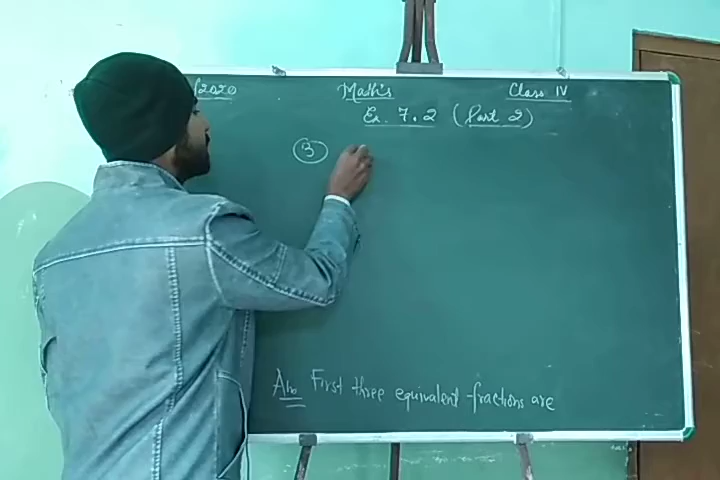 /2020 Maths Class IV
Ex. 7.2 (Part 2)
3
Ans First three equivalent fractions are